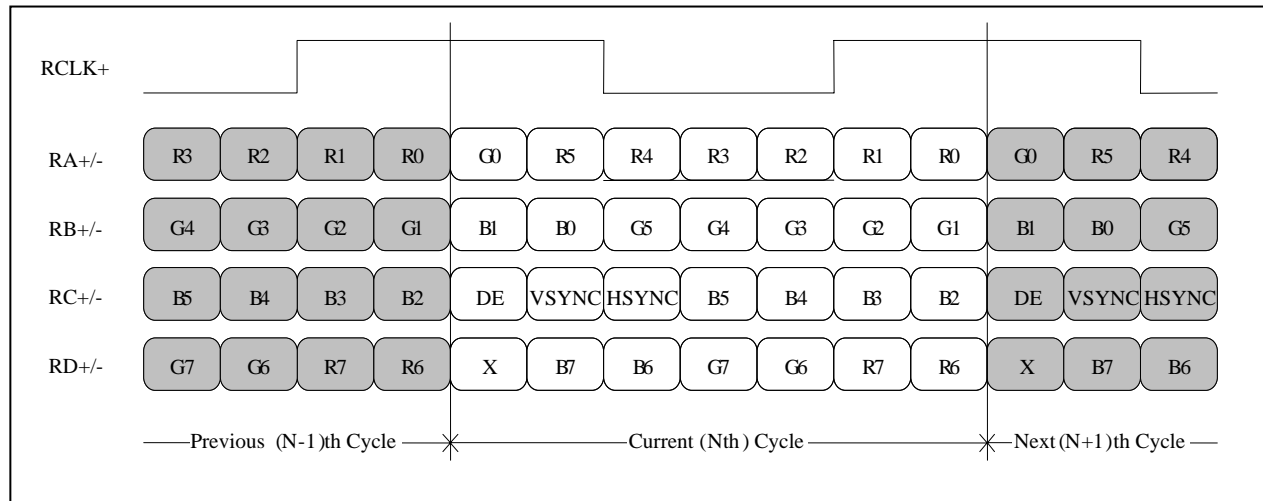 RCLK+
RA+/- R3 R2 R1 R0 G0 R5 R4 R3 R2 R1 R0 G0 R5 R4
RB+/- G4 G3 G2 G1 B1 B0 G5 G4 G3 G2 G1 B1 B0 G5
RC+/- B5 B4 B3 B2 DE VSYNC HSYNC B5 B4 B3 B2 DE VSYNC HSYNC
RD+/- G7 G6 R7 R6 X B7 B6 G7 G6 R7 R6 X B7 B6
Previous (N-1)th Cycle Current (Nth) Cycle Next (N+1)th Cycle